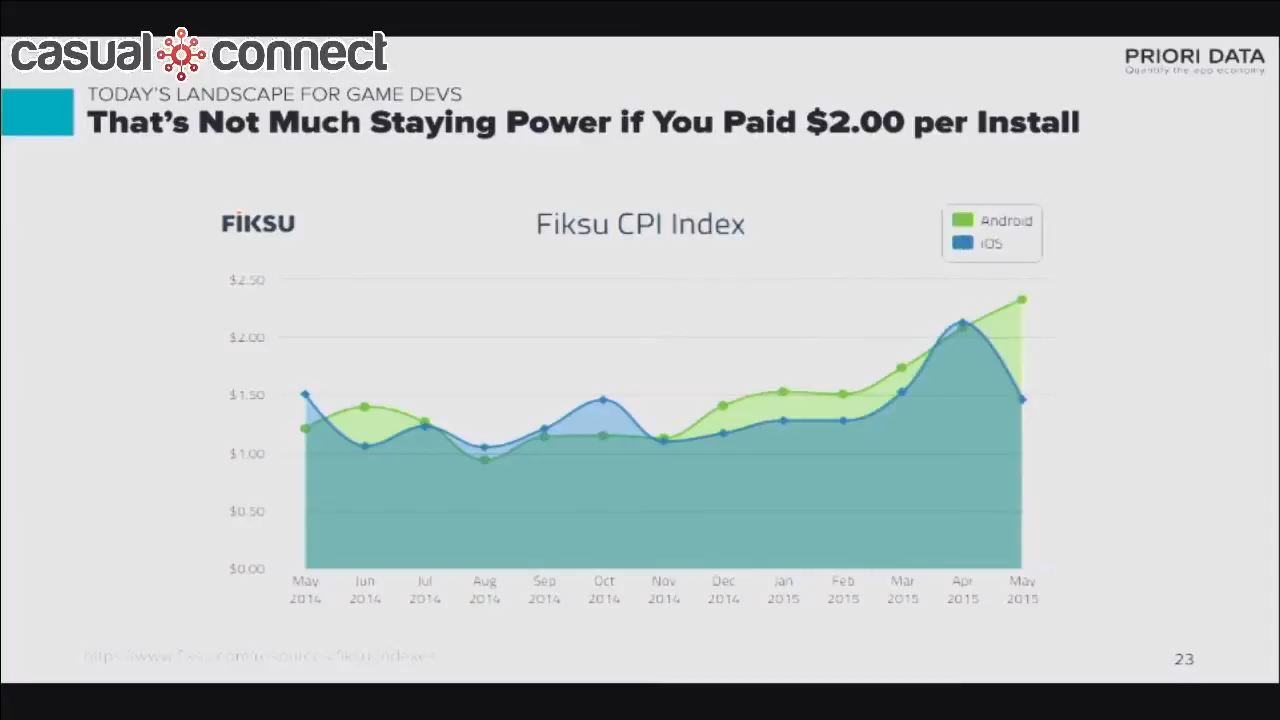 casual connect
PRIORI DATA
Quantify the app economy
TODAY'S LANDSCAPE FOR GAME DEVS
That's Not Much Staying Power if You Paid $2.00 per Install
FIKSU
Fiksu CPI Index
Android
iOS
$2.50
$2.00
$1.50
$1.00
$0.50
$0.00
May Jun Jul Aug Sep Oct Nov Dec Jan Feb Mar Apr May
2014 2014 2014 2014 2014 2014 2014 2014 2015 2015 2015 2015 2015
23